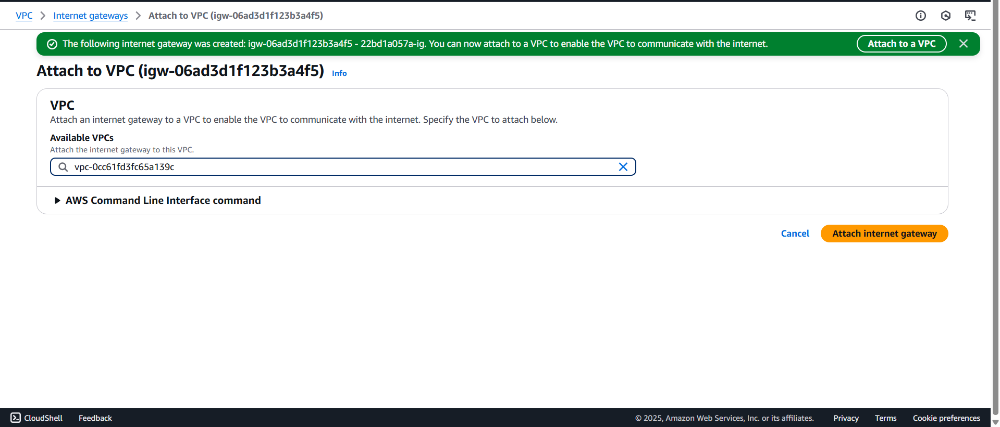 VPC > Internet gateways > Attach to VPC (igw-06ad3d1f123b3a4f5)
The following internet gateway was created: igw-06ad3d1f123b3a4f5 - 22bd1a057a-ig. You can now attach to a VPC to enable the VPC to communicate with the internet. Attach to a VPC
Attach to VPC (igw-06ad3d1f123b3a4f5) Info
VPC
Attach an internet gateway to a VPC to enable the VPC to communicate with the internet. Specify the VPC to attach below.
Available VPCs
Attach the internet gateway to this VPC.
vpc-0cc61fd3fc65a139c
AWS Command Line Interface command
Cancel Attach internet gateway
CloudShell Feedback © 2025, Amazon Web Services, Inc. or its affiliates. Privacy Terms Cookie preferences